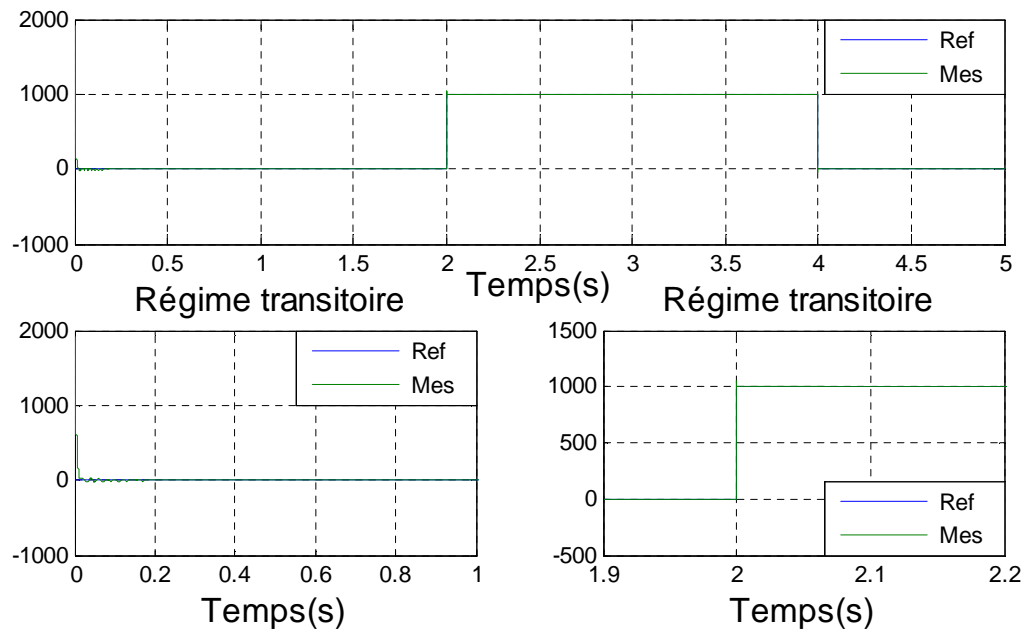 2000
1000
0
-1000
Ref
Mes
0 0.5 1 1.5 2 2.5 3 3.5 4 4.5 5
Temps(s)
Régime transitoire
Régime transitoire
2000
1000
0
-1000
Ref
Mes
0 0.2 0.4 0.6 0.8 1
Temps(s)
1500
1000
500
0
-500
Ref
Mes
1.9 2 2.1 2.2
Temps(s)